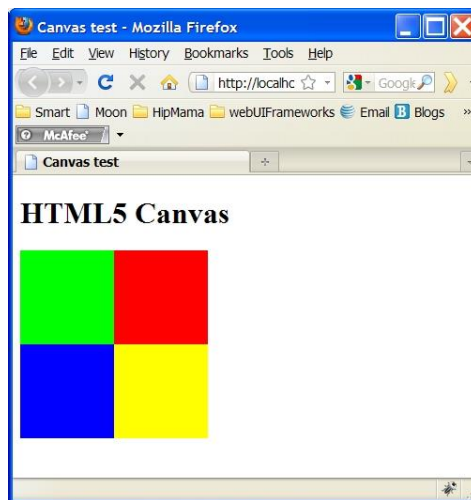 Canvas test - Mozilla Firefox
File Edit View History Bookmarks Tools Help
http://localhc Google
Smart Moon HipMama webUIFrameworks Email B Blogs »
McAfee
Canvas test
HTML5 Canvas